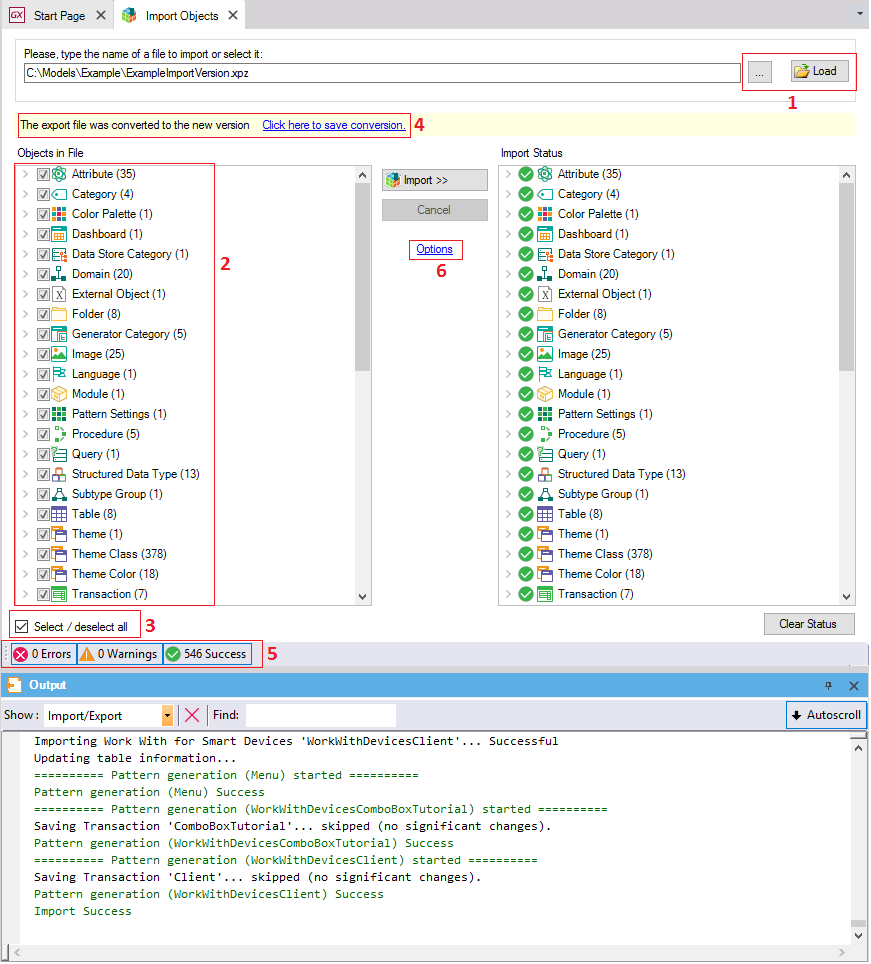 GX Start Page Import Objects
Please, type the name of a file to import or select it:
C:\Models\Example\ExampleImportVersion.xpz
... Load
1
The export file was converted to the new version Click here to save conversion. 4
Objects in File
Attribute (35)
Category (4)
Color Palette (1)
Dashboard (1)
Data Store Category (1)
Domain (20)
External Object (1)
Folder (8)
Generator Category (5)
Image (25)
Language (1)
Module (1)
Pattern Settings (1)
Procedure (5)
Query (1)
Structured Data Type (13)
Subtype Group (1)
Table (8)
Theme (1)
Theme Class (378)
Theme Color (18)
Transaction (7)
2
Import >>
Cancel
Options
6
Import Status
Attribute (35)
Category (4)
Color Palette (1)
Dashboard (1)
Data Store Category (1)
Domain (20)
External Object (1)
Folder (8)
Generator Category (5)
Image (25)
Language (1)
Module (1)
Pattern Settings (1)
Procedure (5)
Query (1)
Structured Data Type (13)
Subtype Group (1)
Table (8)
Theme (1)
Theme Class (378)
Theme Color (18)
Transaction (7)
Select / deselect all 3
Clear Status
0 Errors 0 Warnings 546 Success 5
Output
Show : Import/Export Find: Autoscroll
Importing Work With for Smart Devices 'WorkWithDevicesClient'... Successful
Updating table information...
========== Pattern generation (Menu) started ==========
Pattern generation (Menu) Success
========== Pattern generation (WorkWithDevicesComboBoxTutorial) started ==========
Saving Transaction 'ComboBoxTutorial'... skipped (no significant changes).
Pattern generation (WorkWithDevicesComboBoxTutorial) Success
========== Pattern generation (WorkWithDevicesClient) started ==========
Saving Transaction 'Client'... skipped (no significant changes).
Pattern generation (WorkWithDevicesClient) Success
Import Success